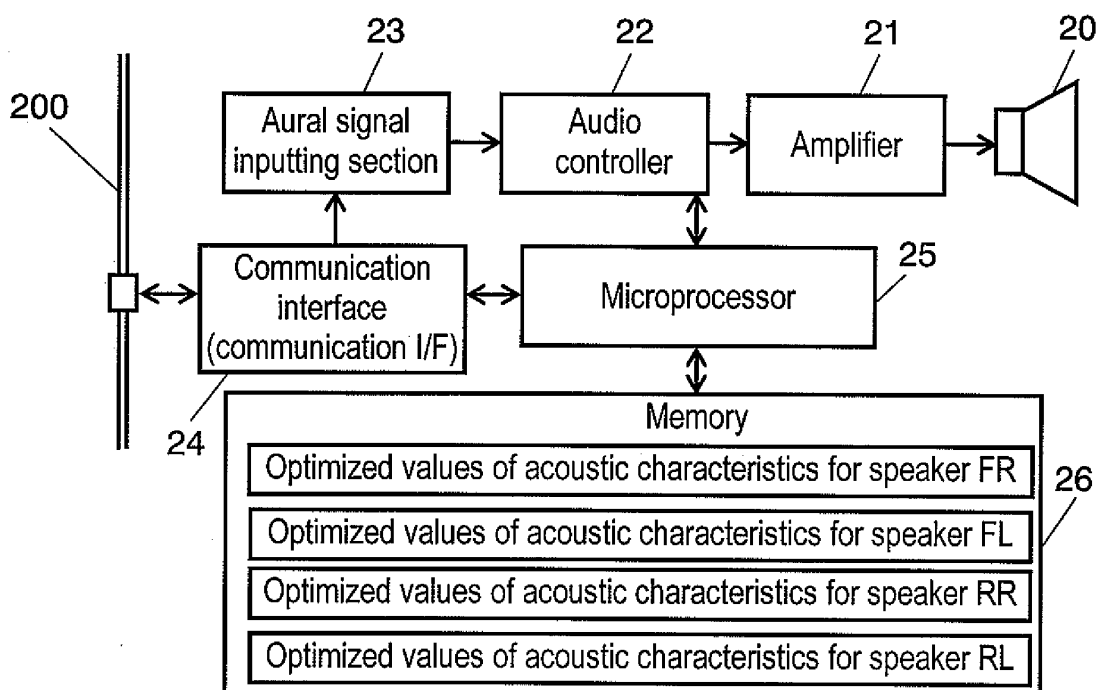 23
22
21
20
200
Aural signal
inputting section
Audio
controller
Amplifier
Communication
interface
(communication I/F)
Microprocessor
25
24
Memory
Optimized values of acoustic characteristics for speaker FR
26
Optimized values of acoustic characteristics for speaker FL
Optimized values of acoustic characteristics for speaker RR
Optimized values of acoustic characteristics for speaker RL